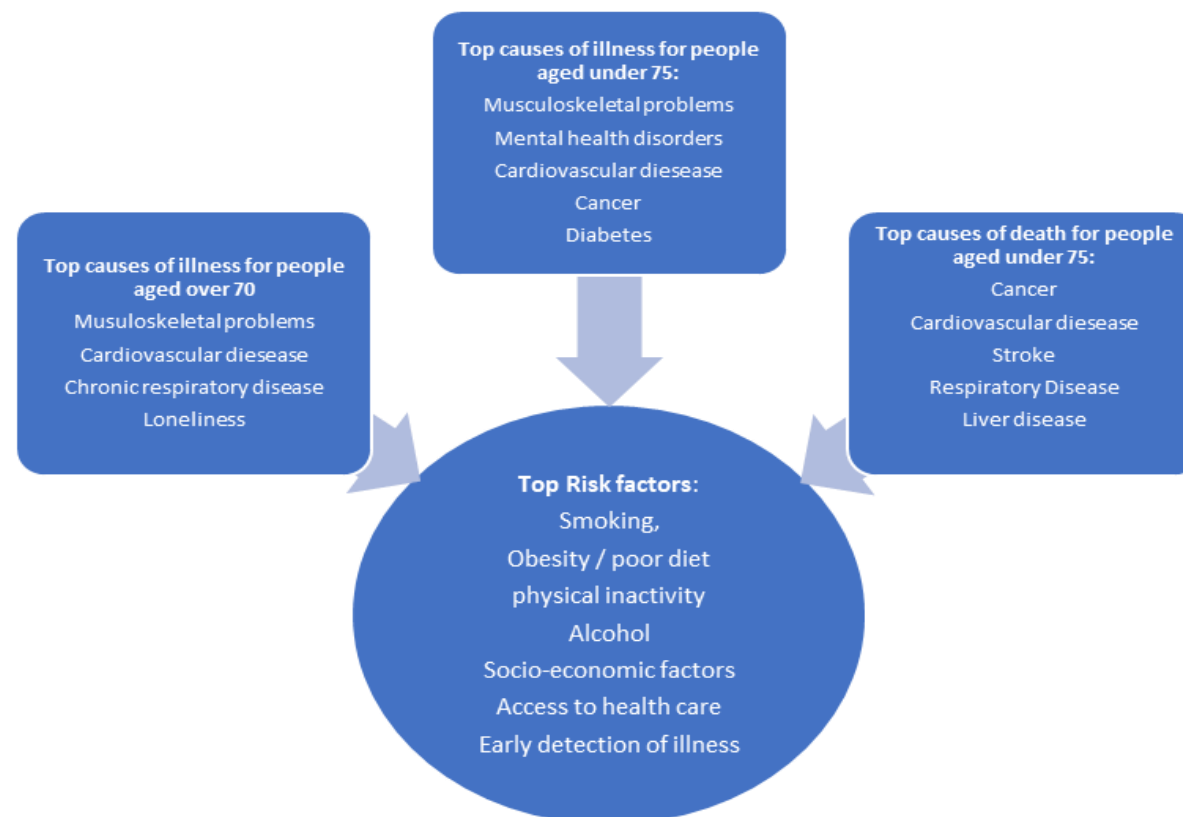 Top causes of illness for people
aged under 75:
Musculoskeletal problems
Mental health disorders
Cardiovascular diesease
Cancer
Diabetes
Top causes of illness for people
aged over 70
Musuloskeletal problems
Cardiovascular diesease
Chronic respiratory disease
Loneliness
Top causes of death for people
aged under 75:
Cancer
Cardiovascular diesease
Stroke
Respiratory Disease
Liver disease
Top Risk factors:
Smoking,
Obesity / poor diet
physical inactivity
Alcohol
Socio-economic factors
Access to health care
Early detection of illness